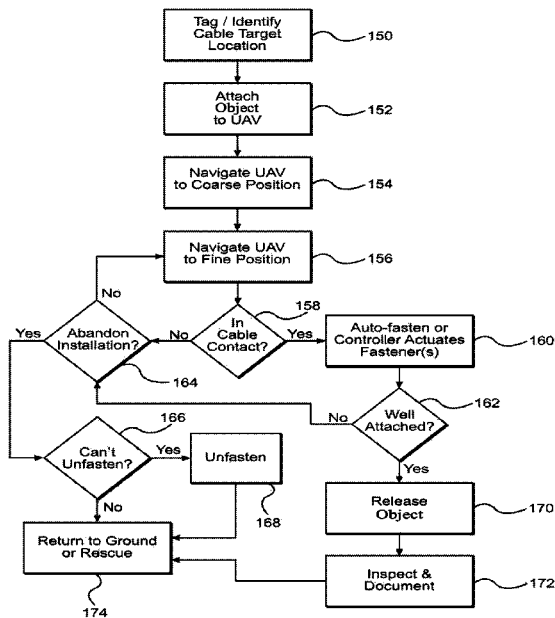 Tag / Identify
Cable Target
Location
150
Attach
Object
to UAV
152
Navigate UAV
to Coarse Position
154
Navigate UAV
to Fine Position
156
No
158
Yes
Abandon
Installation?
No
In
Cable
Contact?
Yes
Auto-fasten or
Controller Actuates
Fastener(s)
160
164
162
166
No
Well
Attached?
Can't
Unfasten?
Yes
Unfasten
Yes
168
No
Release
Object
170
Return to Ground
or Rescue
Inspect &
Document
172
174